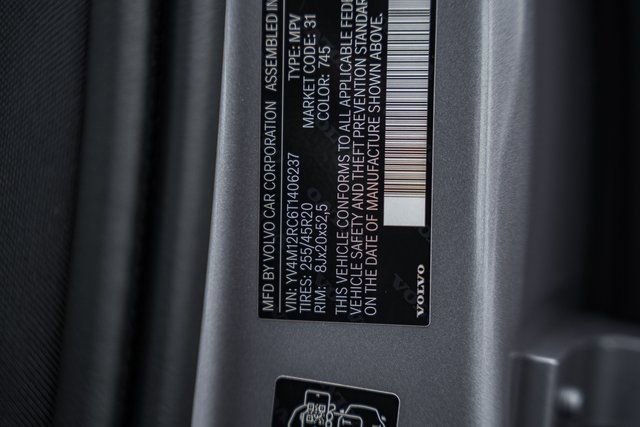 MFD BY VOLVO CAR CORPORATION ASSEMBLED IN
VIN: YV4M12RC6T1406237 TYPE: MPV
TIRES: 255/45R20 MARKET CODE: 31
RIM: 8Jx20x52,5 COLOR: 745
THIS VEHICLE CONFORMS TO ALL APPLICABLE
VEHICLE SAFETY AND THEFT PREVENTION
ON THE DATE OF MANUFACTURE SHOWN ABOVE.
VOLVO